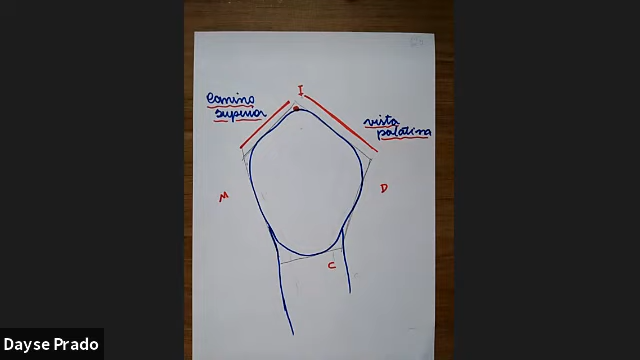 I
canino
superior
vista
palatina
M
D
C
Dayse Prado